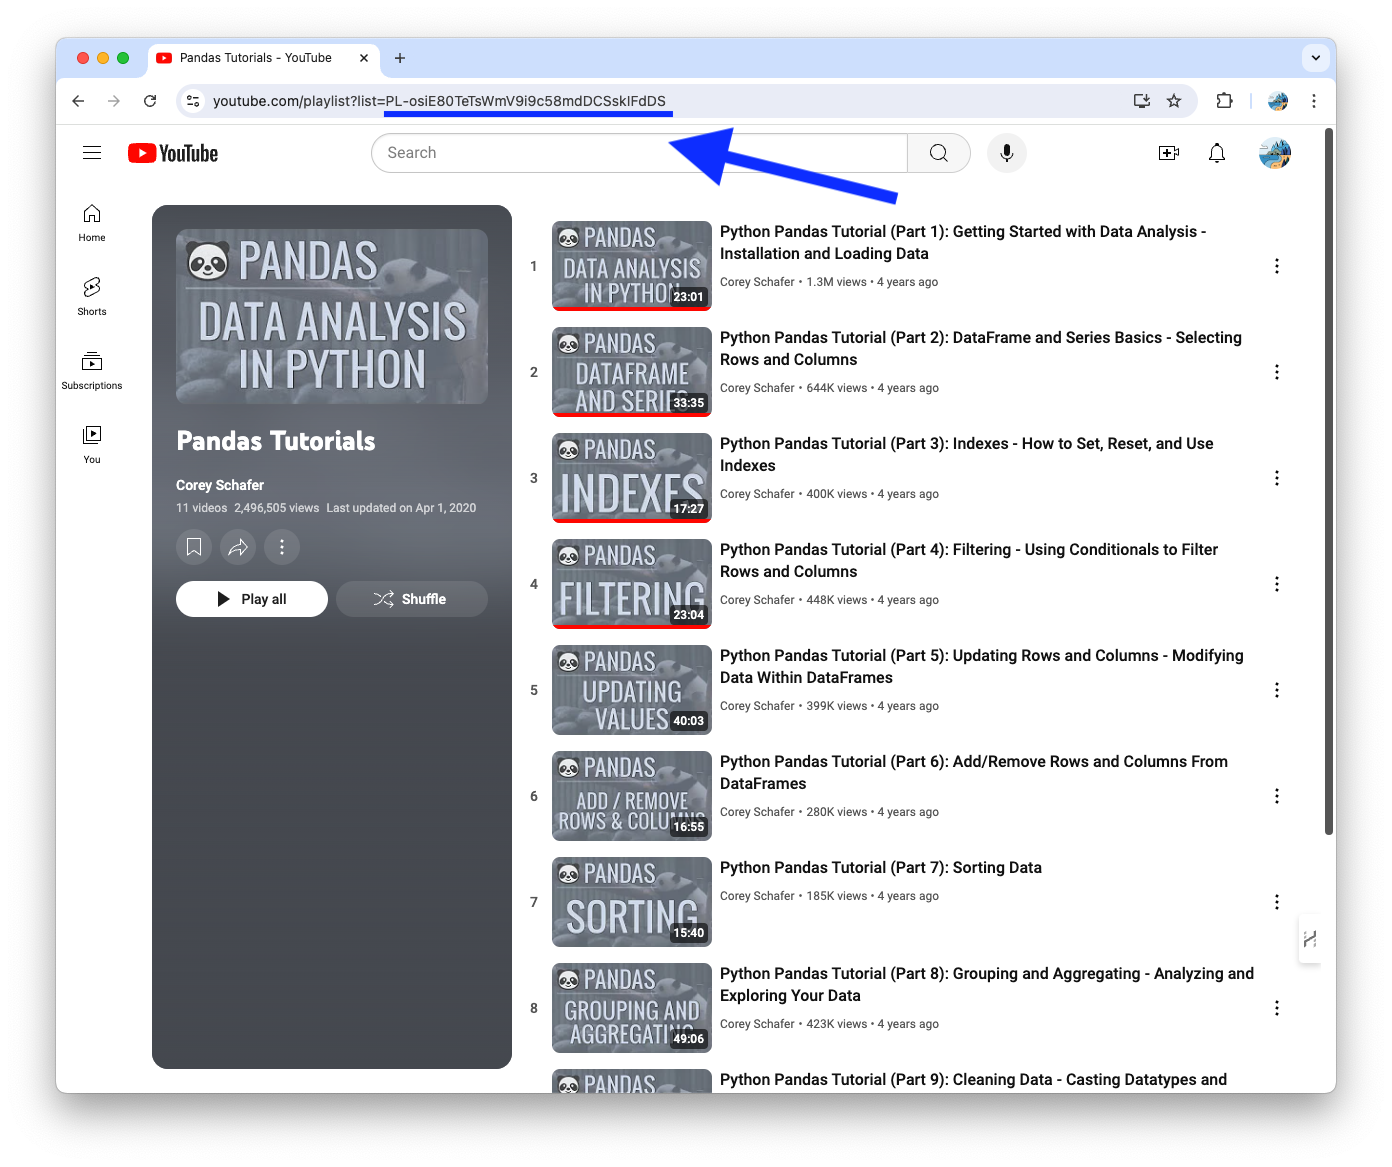 Pandas Tutorials - YouTube
youtube.com/playlist?list=PL-osiE80TeTsWmV9i9c58mdDCSskIFdDS
YouTube
Search
Home
Shorts
Subscriptions
You
PANDAS
DATA ANALYSIS
IN PYTHON
Pandas Tutorials
Corey Schafer
11 videos 2,496,505 views Last updated on Apr 1, 2020
Play all
Shuffle
1
PANDAS
DATA ANALYSIS
IN PYTHON
23:01
Python Pandas Tutorial (Part 1): Getting Started with Data Analysis -
Installation and Loading Data
Corey Schafer • 1.3M views • 4 years ago
2
PANDAS
DATAFRAME
AND SERIES
33:35
Python Pandas Tutorial (Part 2): DataFrame and Series Basics - Selecting
Rows and Columns
Corey Schafer • 644K views • 4 years ago
3
PANDAS
INDEXES
17:27
Python Pandas Tutorial (Part 3): Indexes - How to Set, Reset, and Use
Indexes
Corey Schafer • 400K views • 4 years ago
4
PANDAS
FILTERING
23:04
Python Pandas Tutorial (Part 4): Filtering - Using Conditionals to Filter
Rows and Columns
Corey Schafer • 448K views • 4 years ago
5
PANDAS
UPDATING
VALUES
40:03
Python Pandas Tutorial (Part 5): Updating Rows and Columns - Modifying
Data Within DataFrames
Corey Schafer • 399K views • 4 years ago
6
PANDAS
ADD / REMOVE
ROWS & COLUMNS
16:55
Python Pandas Tutorial (Part 6): Add/Remove Rows and Columns From
DataFrames
Corey Schafer • 280K views • 4 years ago
7
PANDAS
SORTING
15:40
Python Pandas Tutorial (Part 7): Sorting Data
Corey Schafer • 185K views • 4 years ago
8
PANDAS
GROUPING AND
AGGREGATING
49:06
Python Pandas Tutorial (Part 8): Grouping and Aggregating - Analyzing and
Exploring Your Data
Corey Schafer • 423K views • 4 years ago
PANDAS
Python Pandas Tutorial (Part 9): Cleaning Data - Casting Datatypes and